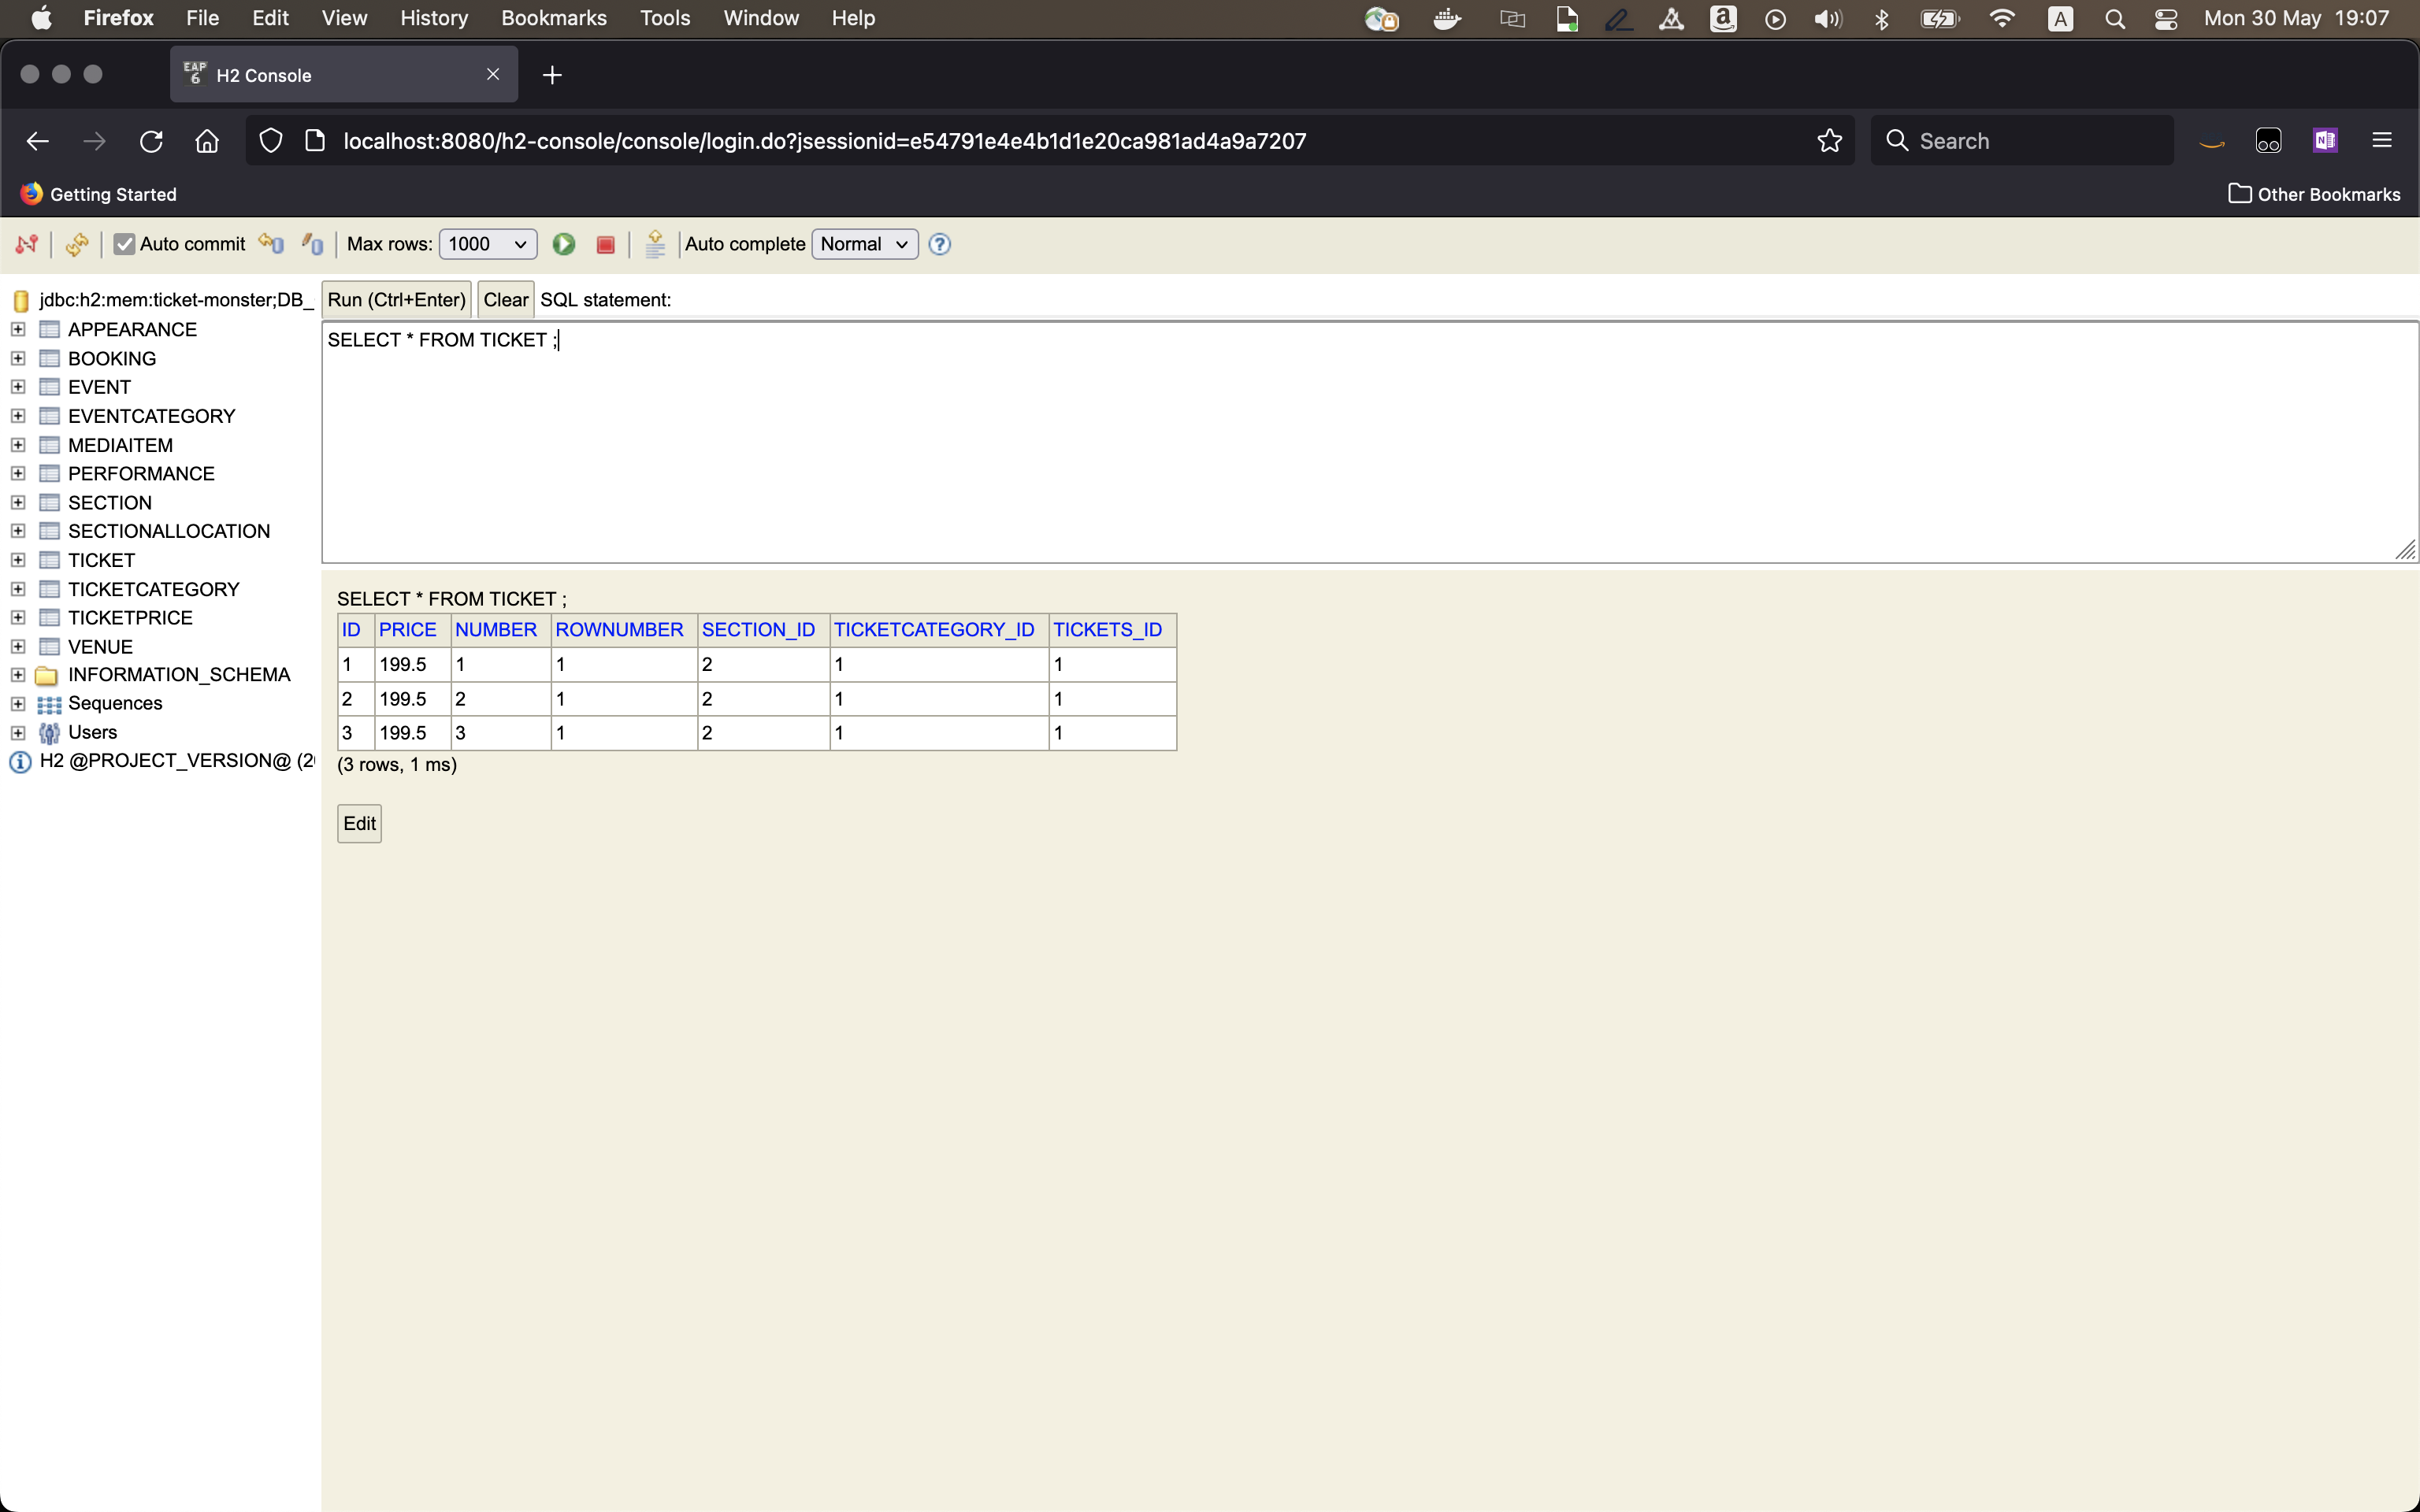 Firefox File Edit View History Bookmarks Tools Window Help A Mon 30 May 19:07
EAP 6 H2 Console
localhost:8080/h2-console/console/login.do?jsessionid=e54791e4e4b1d1e20ca981ad4a9a7207 Search
Getting Started Other Bookmarks
Auto commit Max rows: 1000 Auto complete Normal
jdbc:h2:mem:ticket-monster;DB_ Run (Ctrl+Enter) Clear SQL statement:
SELECT * FROM TICKET ;
APPEARANCE
BOOKING
EVENT
EVENTCATEGORY
MEDIAITEM
PERFORMANCE
SECTION
SECTIONALLOCATION
TICKET
TICKETCATEGORY
TICKETPRICE
VENUE
INFORMATION_SCHEMA
Sequences
Users
H2 @PROJECT_VERSION@ (2
SELECT * FROM TICKET ;
ID PRICE NUMBER ROWNUMBER SECTION_ID TICKETCATEGORY_ID TICKETS_ID
1 199.5 1 1 2 1 1
2 199.5 2 1 2 1 1
3 199.5 3 1 2 1 1
(3 rows, 1 ms)
Edit